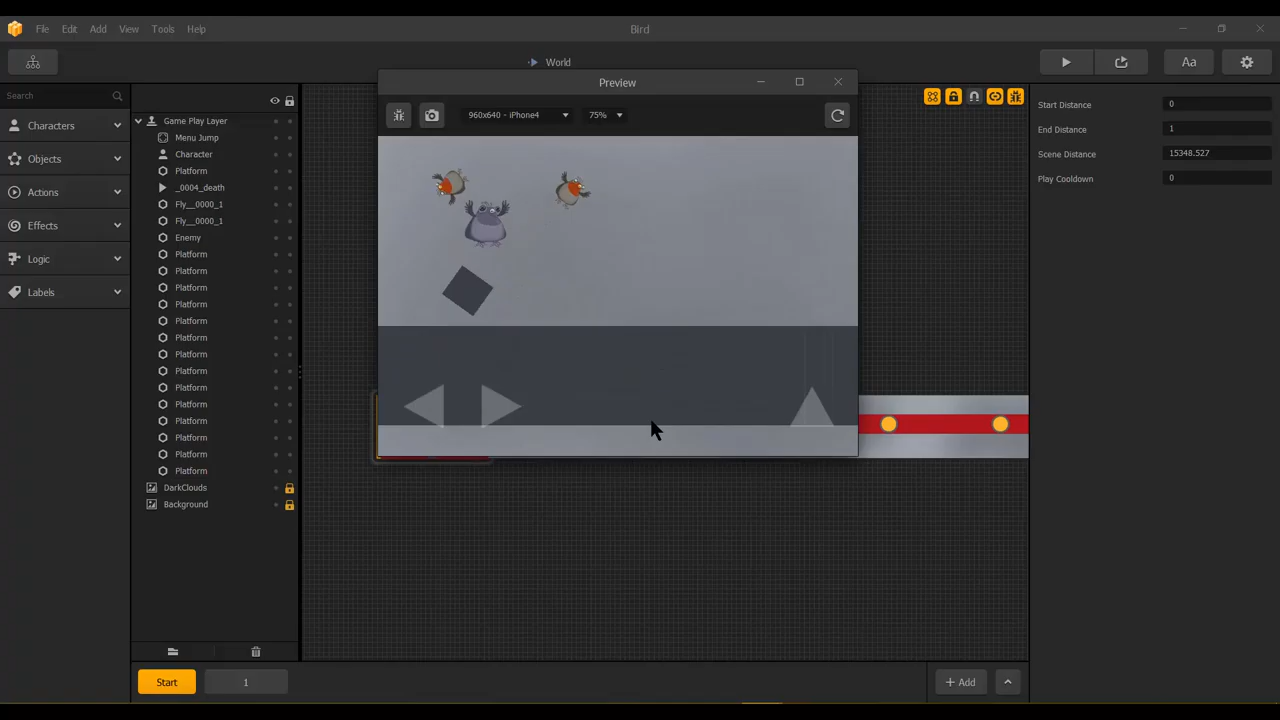 File Edit Add View Tools Help
Bird
World
Aa
Preview
960x640 - iPhone4
75%
Search
Characters
Objects
Actions
Effects
Logic
Labels
Game Play Layer
Menu Jump
Character
Platform
_0004_death
Fly__0000_1
Fly__0000_1
Enemy
Platform
Platform
Platform
Platform
Platform
Platform
Platform
Platform
Platform
Platform
Platform
Platform
Platform
Platform
DarkClouds
Background
Start Distance 0
End Distance 1
Scene Distance 15348.527
Play Cooldown 0
Start
1
+ Add